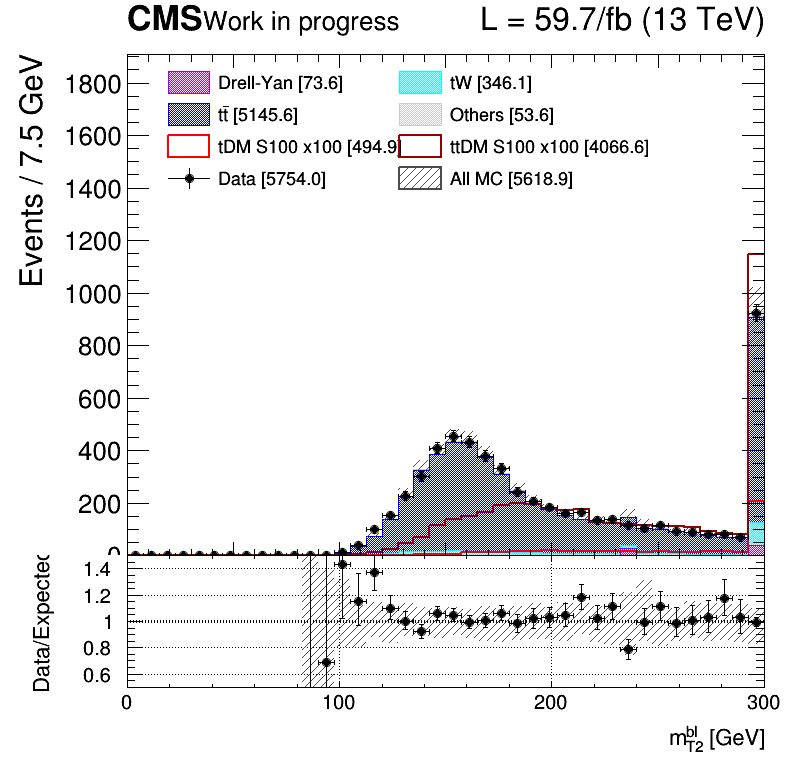 CMS Work in progress L = 59.7/fb (13 TeV)
Events / 7.5 GeV
1800
1600
1400
1200
1000
800
600
400
200
0
Drell-Yan [73.6] tW [346.1]
tt̄ [5145.6] Others [53.6]
tDM S100 x100 [494.9] ttDM S100 x100 [4066.6]
Data [5754.0] All MC [5618.9]
Data/Expected
1.4
1.2
1
0.8
0.6
0 100 200 300
m_{T2}^{bl} [GeV]